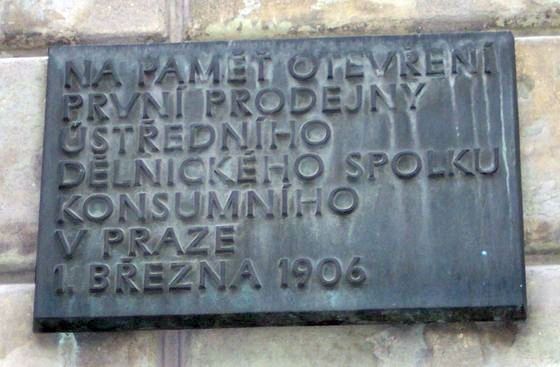 NA PAMĚŤ OTEVŘENÍ
PRVNÍ PRODEJNY
ÚSTŘEDNÍHO
DĚLNICKÉHO SPOLKU
KONSUMNÍHO
V PRAZE
1. BŘEZNA 1906